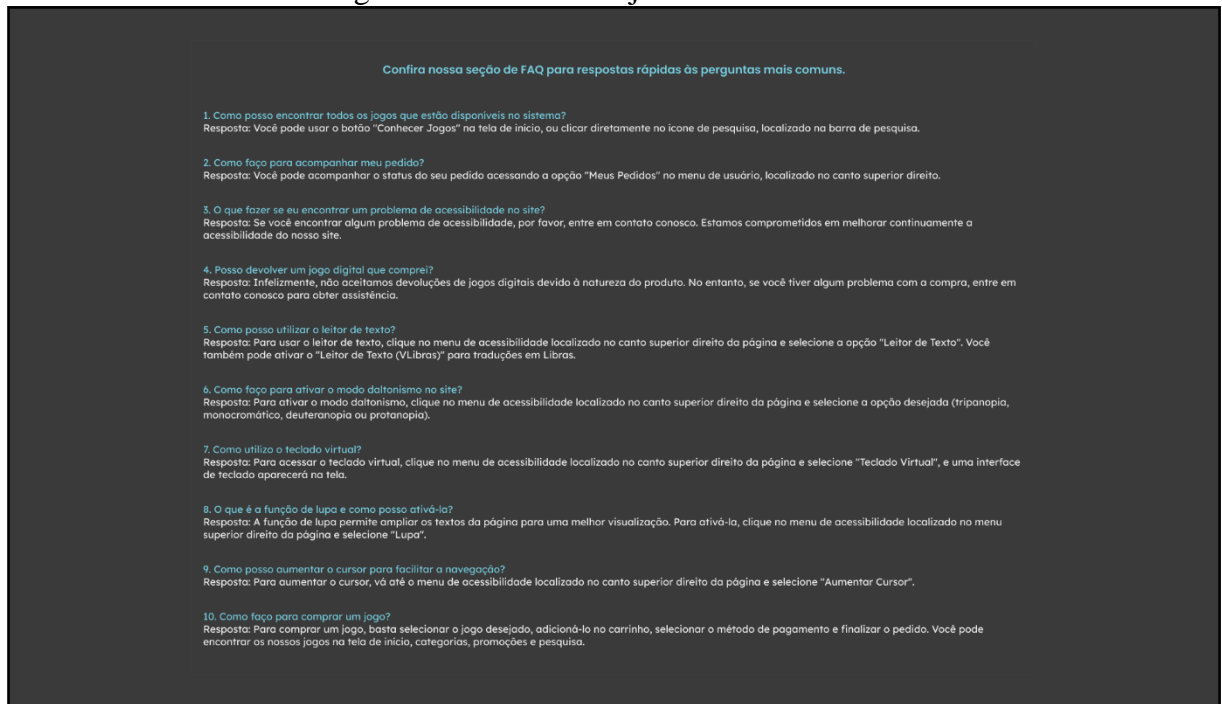 Confira nossa seção de FAQ para respostas rápidas às perguntas mais comuns.
1. Como posso encontrar todos os jogos que estão disponíveis no sistema?
Resposta: Você pode usar o botão "Conhecer Jogos" na tela de início, ou clicar diretamente no icone de pesquisa, localizado na barra de pesquisa.
2. Como faço para acompanhar meu pedido?
Resposta: Você pode acompanhar o status do seu pedido acessando a opção "Meus Pedidos" no menu de usuário, localizado no canto superior direito.
3. O que fazer se eu encontrar um problema de acessibilidade no site?
Resposta: Se você encontrar algum problema de acessibilidade, por favor, entre em contato conosco. Estamos comprometidos em melhorar continuamente a
acessibilidade do nosso site.
4. Posso devolver um jogo digital que comprei?
Resposta: Infelizmente, não aceitamos devoluções de jogos digitais devido à natureza do produto. No entanto, se você tiver algum problema com a compra, entre em
contato conosco para obter assistência.
5. Como posso utilizar o leitor de texto?
Resposta: Para usar o leitor de texto, clique no menu de acessibilidade localizado no canto superior direito da página e selecione a opção "Leitor de Texto". Você
também pode ativar o "Leitor de Texto (VLibras)" para traduções em Libras.
6. Como faço para ativar o modo daltonismo no site?
Resposta: Para ativar o modo daltonismo, clique no menu de acessibilidade localizado no canto superior direito da página e selecione a opção desejada (tripanopia,
monocromático, deuteranopia ou protanopia).
7. Como utilizo o teclado virtual?
Resposta: Para acessar o teclado virtual, clique no menu de acessibilidade localizado no canto superior direito da página e selecione "Teclado Virtual", e uma interface
de teclado aparecerá na tela.
8. O que é a função de lupa e como posso ativá-la?
Resposta: A função de lupa permite ampliar os textos da página para uma melhor visualização. Para ativá-la, clique no menu de acessibilidade localizado no menu
superior direito da página e selecione "Lupa".
9. Como posso aumentar o cursor para facilitar a navegação?
Resposta: Para aumentar o cursor, vá até o menu de acessibilidade localizado no canto superior direito da página e selecione "Aumentar Cursor".
10. Como faço para comprar um jogo?
Resposta: Para comprar um jogo, basta selecionar o jogo desejado, adicioná-lo no carrinho, selecionar o método de pagamento e finalizar o pedido. Você pode
encontrar os nossos jogos na tela de inicio, categorias, promoções e pesquisa.